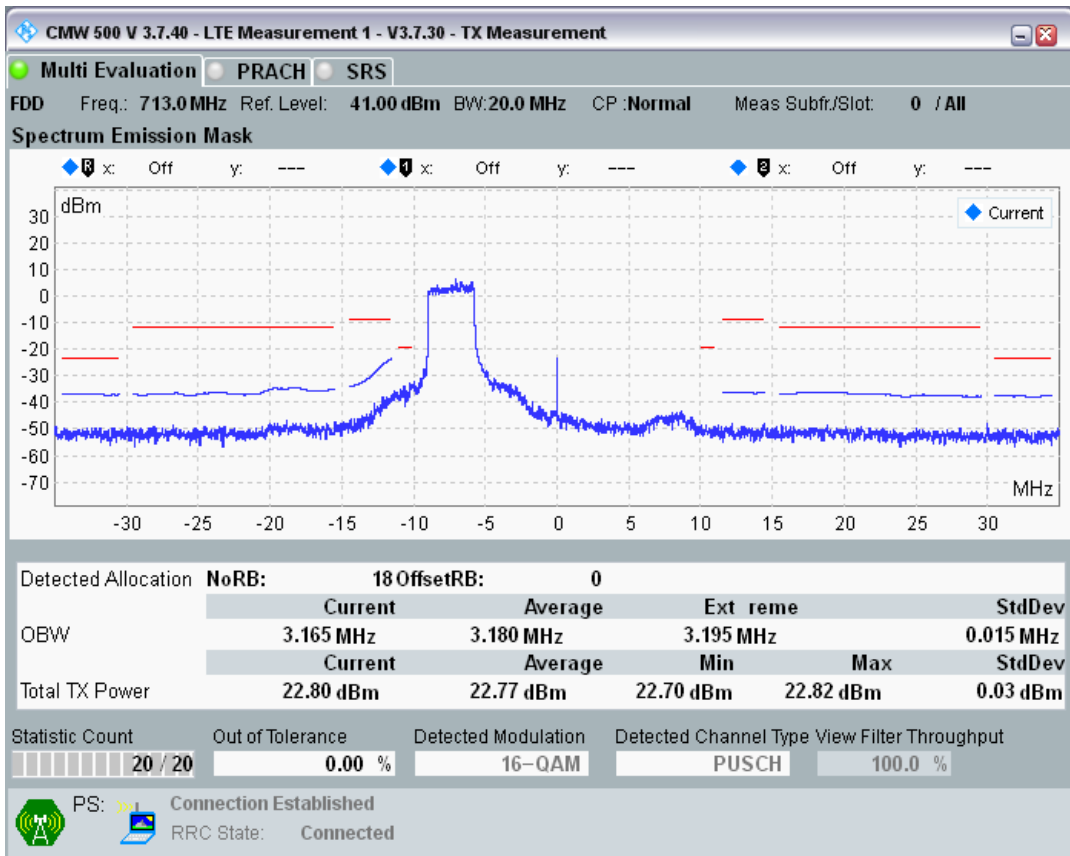 CMW 500 V 3.7.40 - LTE Measurement 1 - V3.7.30 - TX Measurement
Multi Evaluation PRACH SRS
FDD Freq.: 713.0 MHz Ref. Level: 41.00 dBm BW: 20.0 MHz CP : Normal Meas Subfr./Slot: 0 / All
Spectrum Emission Mask
R x: Off y: --- 1 x: Off y: --- 2 x: Off y: ---
dBm
Current
30
20
10
0
-10
-20
-30
-40
-50
-60
-70
MHz
-30 -25 -20 -15 -10 -5 0 5 10 15 20 25 30
Detected Allocation NoRB: 18 OffsetRB: 0
Current Average Ext reme StdDev
OBW 3.165 MHz 3.180 MHz 3.195 MHz 0.015 MHz
Current Average Min Max StdDev
Total TX Power 22.80 dBm 22.77 dBm 22.70 dBm 22.82 dBm 0.03 dBm
Statistic Count Out of Tolerance Detected Modulation Detected Channel Type View Filter Throughput
20 / 20 0.00 % 16-QAM PUSCH 100.0 %
PS: Connection Established
RRC State: Connected